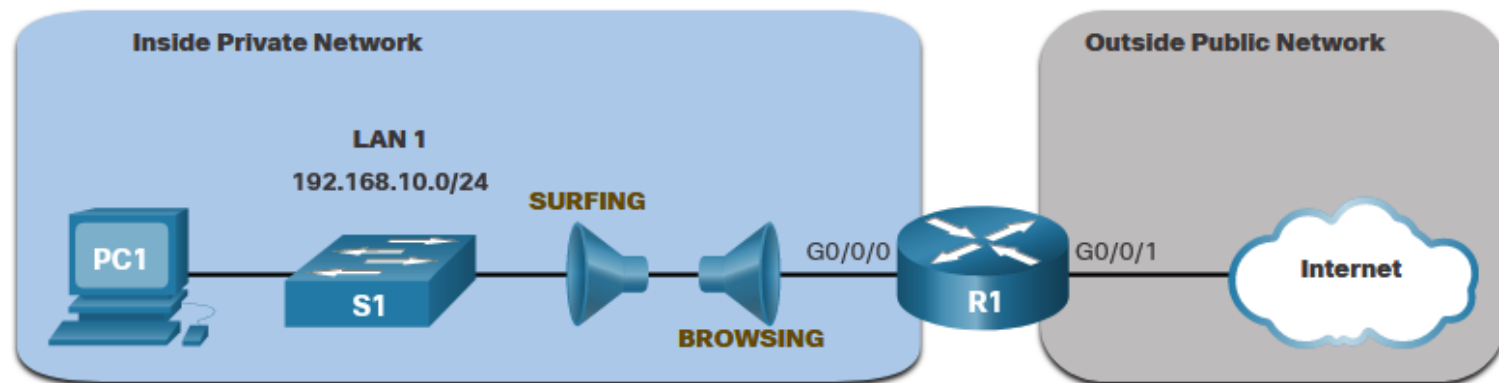 Inside Private Network
Outside Public Network
LAN 1
192.168.10.0/24
SURFING
PC1
S1
BROWSING
G0/0/0
R1
G0/0/1
Internet